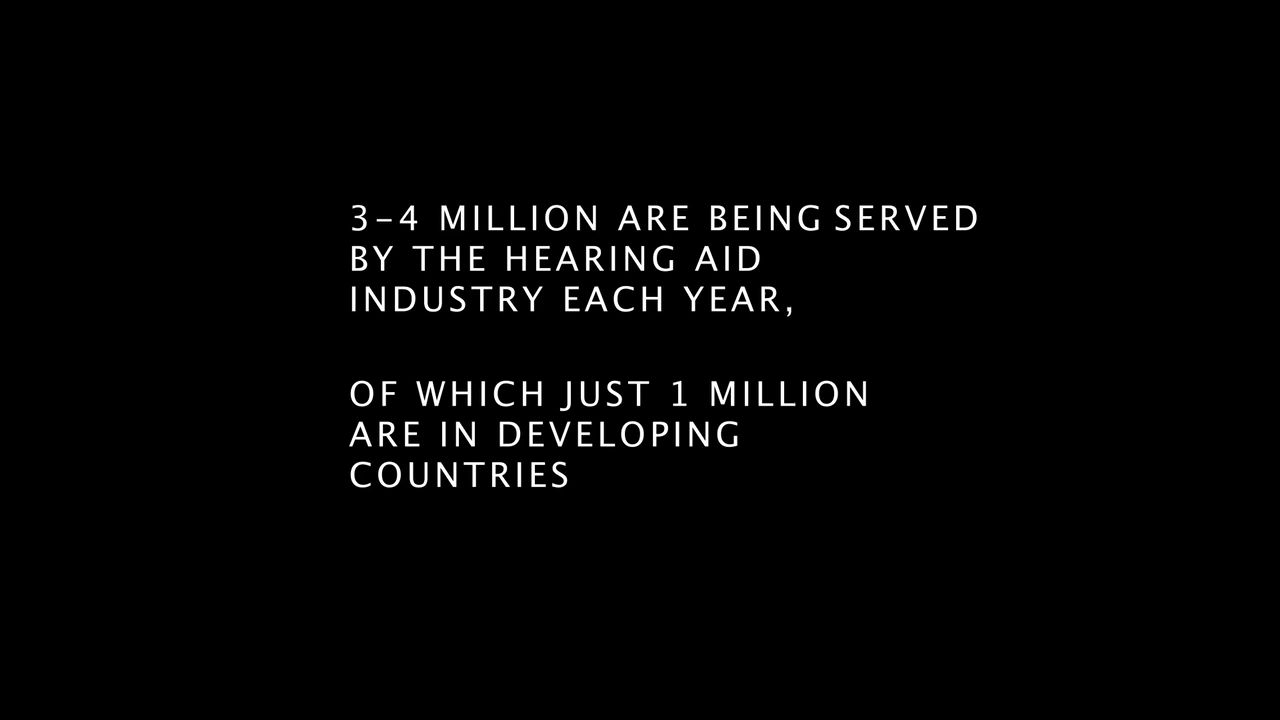 3-4 MILLION ARE BEING SERVED
BY THE HEARING AID
INDUSTRY EACH YEAR,
OF WHICH JUST 1 MILLION
ARE IN DEVELOPING
COUNTRIES